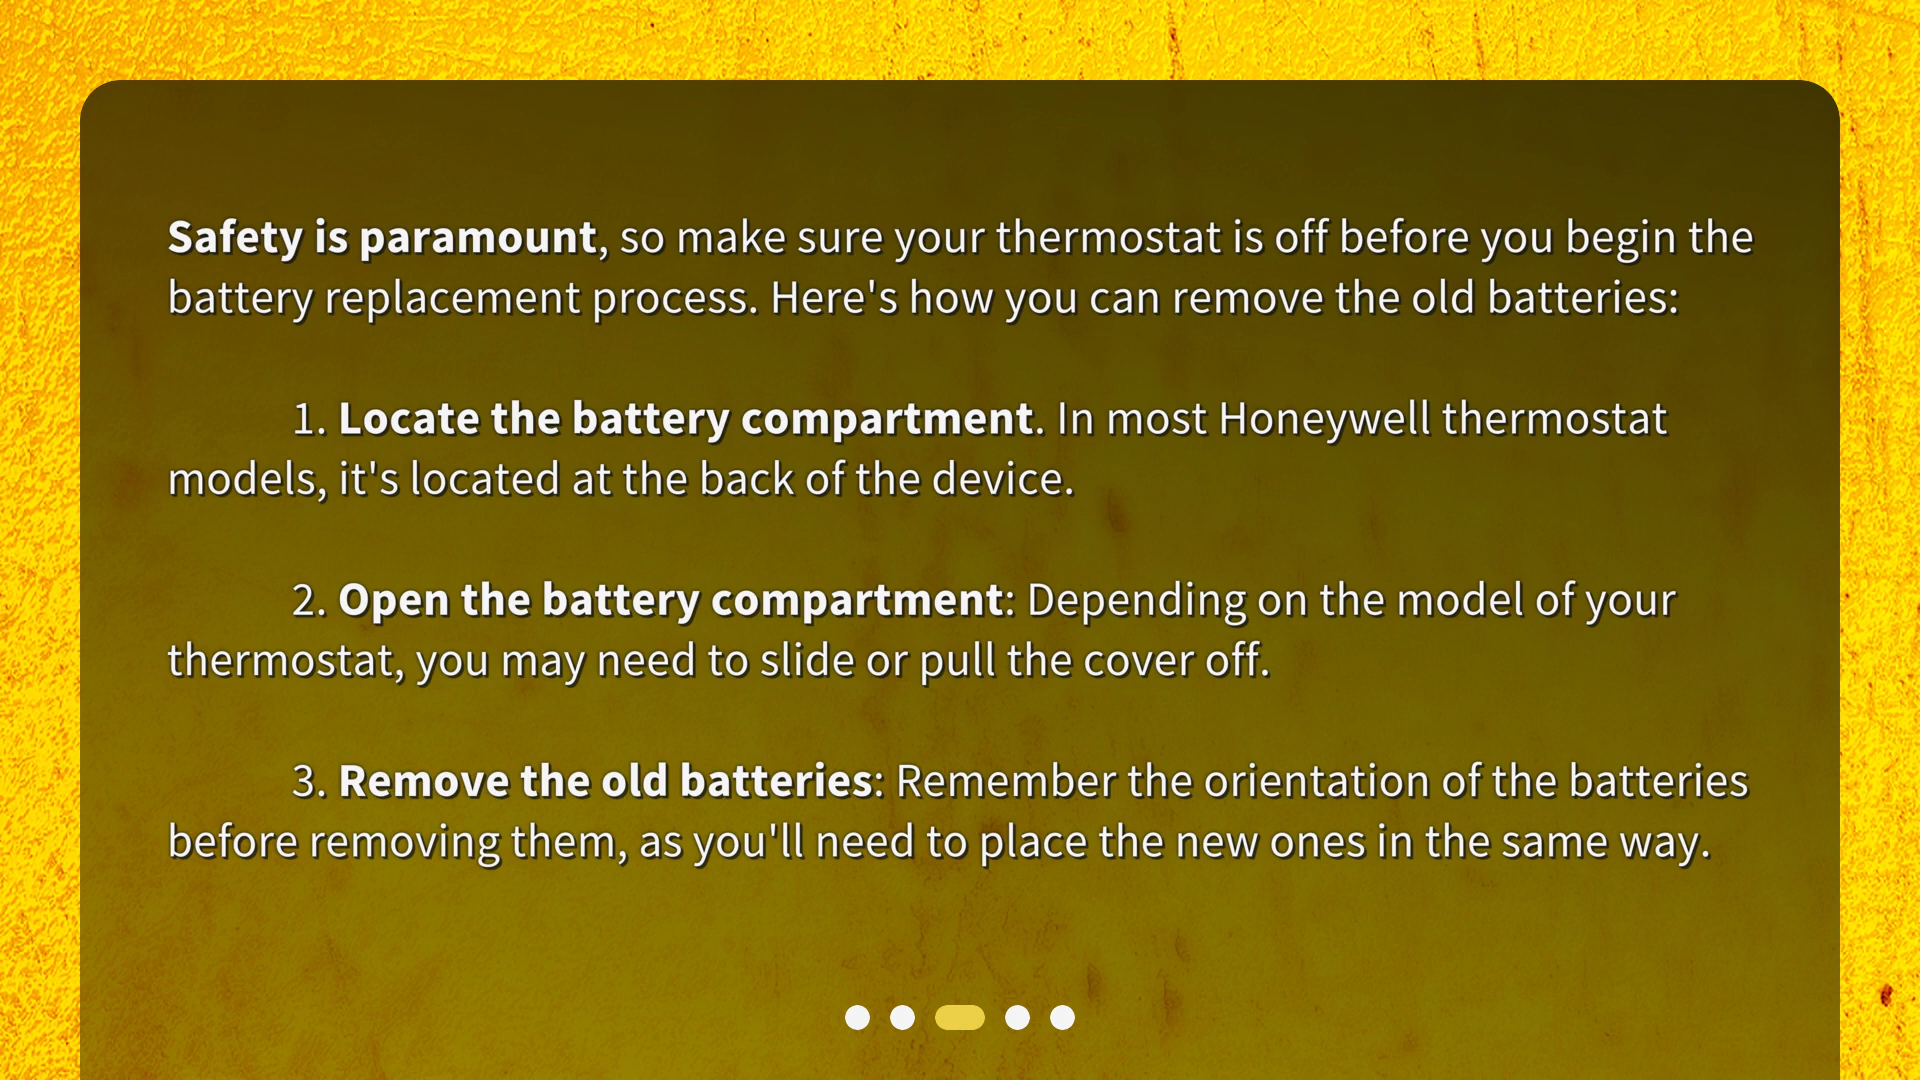 Safety is paramount, so make sure your thermostat is off before you begin the
battery replacement process. Here's how you can remove the old batteries:
1. Locate the battery compartment. In most Honeywell thermostat
models, it's located at the back of the device.
2. Open the battery compartment: Depending on the model of your
thermostat, you may need to slide or pull the cover off.
3. Remove the old batteries: Remember the orientation of the batteries
before removing them, as you'll need to place the new ones in the same way.